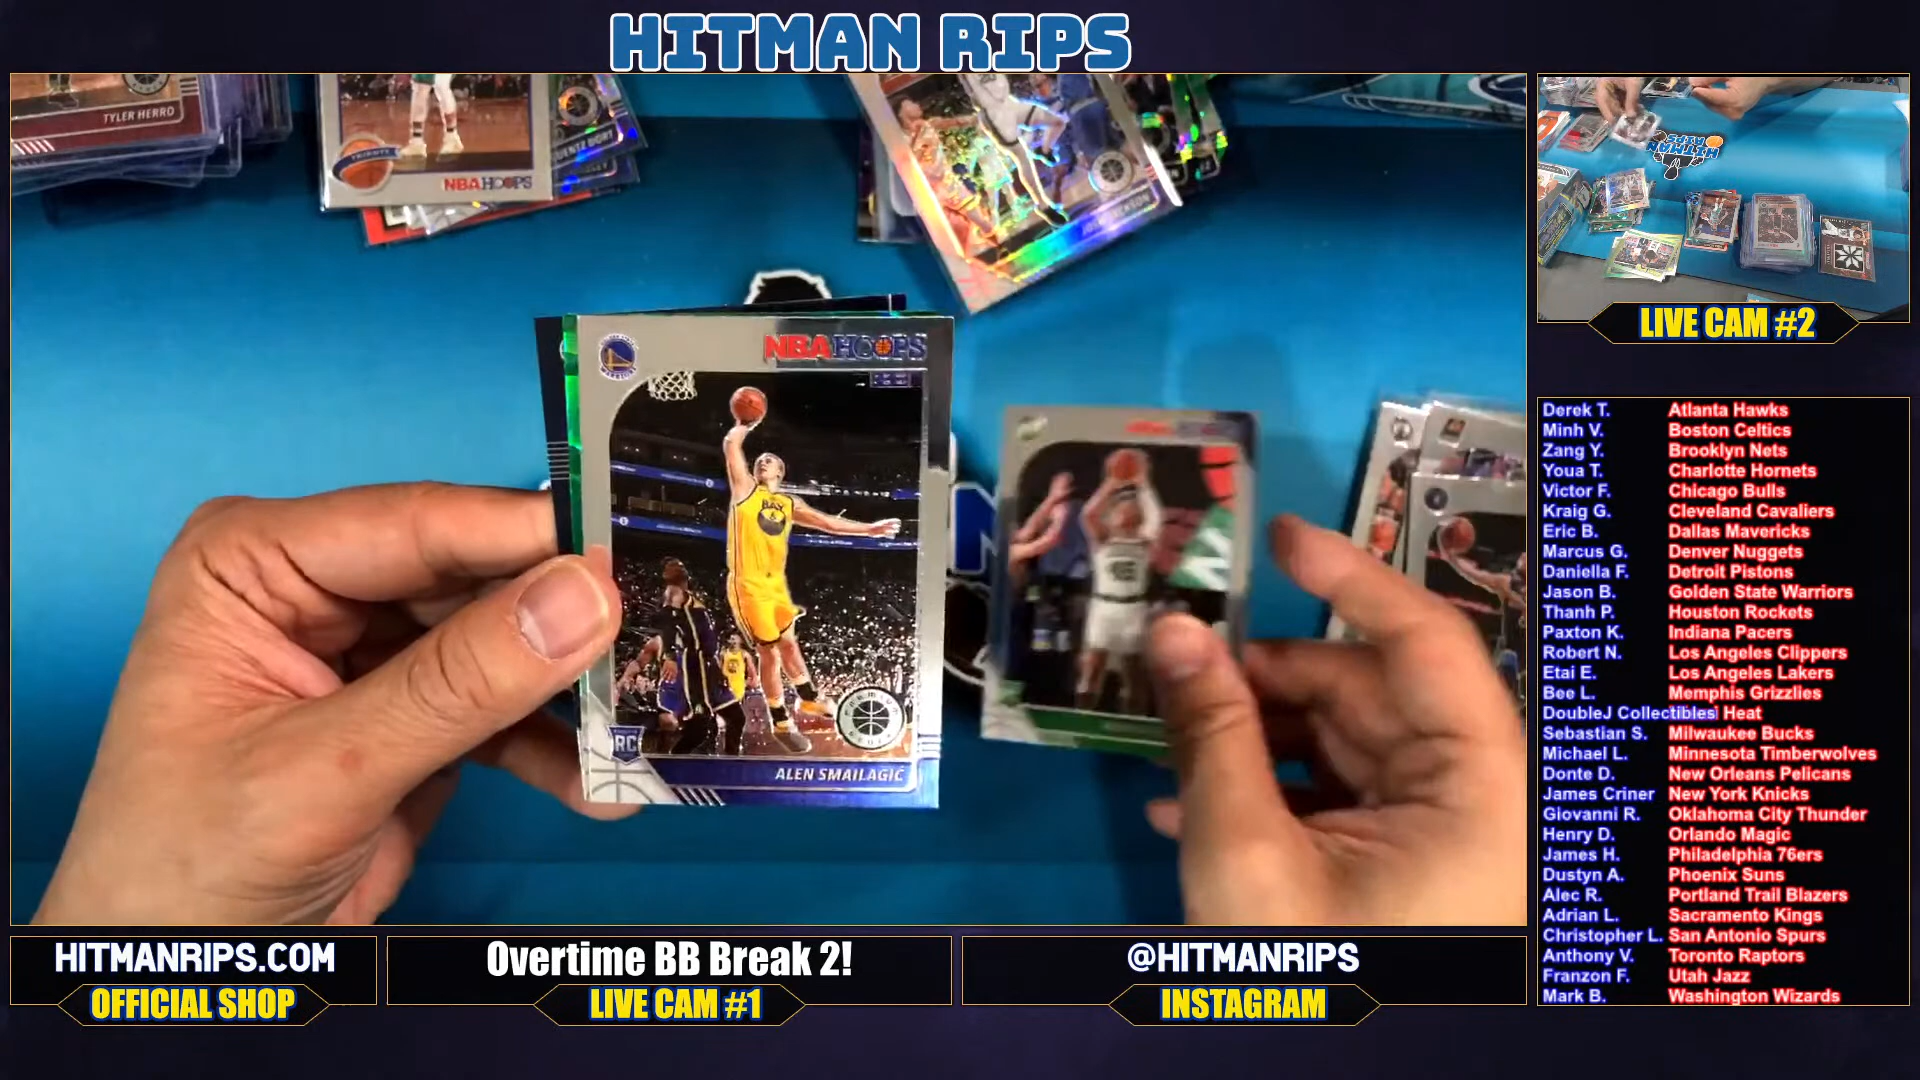 HITMAN RIPS
TYLER HERRO
TRIBUTE
NBA HOOPS
NBA HOOPS
BAY
RC
ALEN SMAILAGIĆ
LIVE CAM #2
Derek T. Atlanta Hawks
Minh V. Boston Celtics
Zang Y. Brooklyn Nets
Youa T. Charlotte Hornets
Victor F. Chicago Bulls
Kraig G. Cleveland Cavaliers
Eric B. Dallas Mavericks
Marcus G. Denver Nuggets
Daniella F. Detroit Pistons
Jason B. Golden State Warriors
Thanh P. Houston Rockets
Paxton K. Indiana Pacers
Robert N. Los Angeles Clippers
Etai E. Los Angeles Lakers
Bee L. Memphis Grizzlies
DoubleJ Collectibles Heat
Sebastian S. Milwaukee Bucks
Michael L. Minnesota Timberwolves
Donte D. New Orleans Pelicans
James Criner New York Knicks
Giovanni R. Oklahoma City Thunder
Henry D. Orlando Magic
James H. Philadelphia 76ers
Dustyn A. Phoenix Suns
Alec R. Portland Trail Blazers
Adrian L. Sacramento Kings
Christopher L. San Antonio Spurs
Anthony V. Toronto Raptors
Franzon F. Utah Jazz
Mark B. Washington Wizards
HITMANRIPS.COM
OFFICIAL SHOP
Overtime BB Break 2!
LIVE CAM #1
@HITMANRIPS
INSTAGRAM